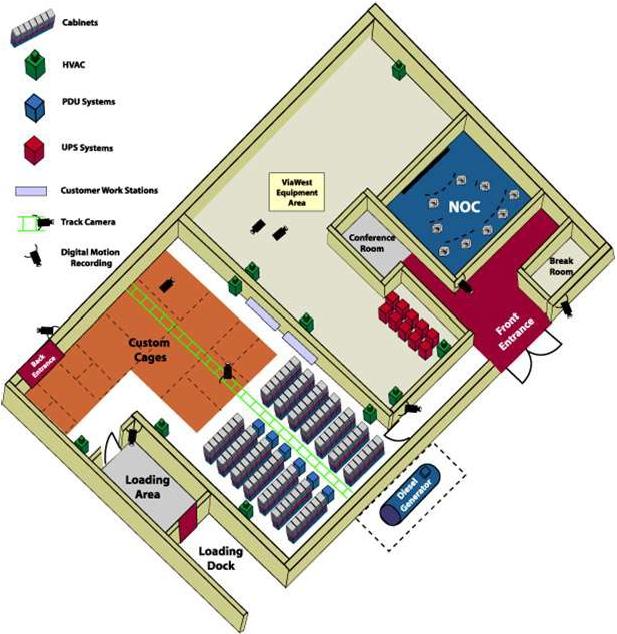 Cabinets
HVAC
PDU Systems
UPS Systems
Customer Work Stations
Track Camera
Digital Motion
Recording
ViaWest
Equipment
Area
NOC
Conference
Room
Break
Room
Front
Entrance
Custom
Cages
Back
Entrance
Loading
Area
Diesel
Generator
Loading
Dock